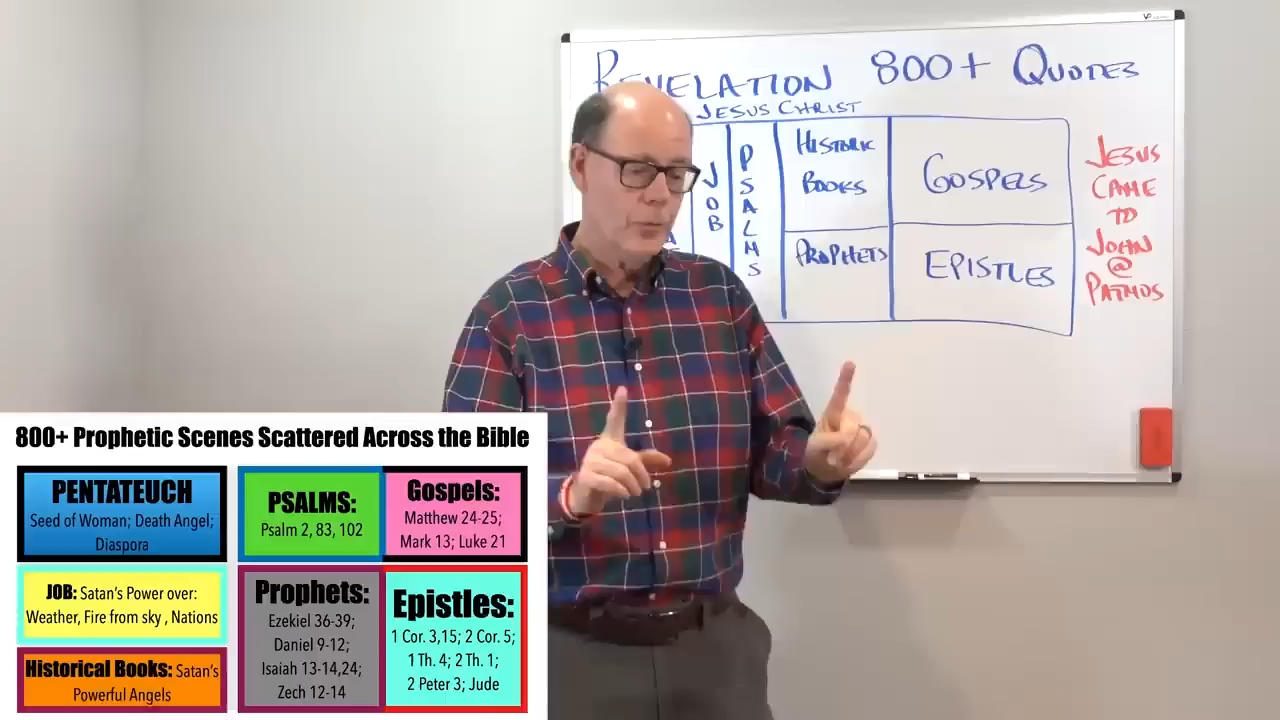 REVELATION 800+ QUOTES
JESUS CHRIST
JOB
PSALMS
HISTORIC
BOOKS
PROPHETS
GOSPELS
EPISTLES
JESUS
CAME
TO
JOHN
@
PATMOS
800+ Prophetic Scenes Scattered Across the Bible
PENTATEUCH
Seed of Woman; Death Angel;
Diaspora
JOB: Satan's Power over:
Weather, Fire from sky , Nations
Historical Books: Satan's
Powerful Angels
PSALMS:
Psalm 2, 83, 102
Gospels:
Matthew 24-25;
Mark 13; Luke 21
Prophets:
Ezekiel 36-39;
Daniel 9-12;
Isaiah 13-14,24;
Zech 12-14
Epistles:
1 Cor. 3,15; 2 Cor. 5;
1 Th. 4; 2 Th. 1;
2 Peter 3; Jude